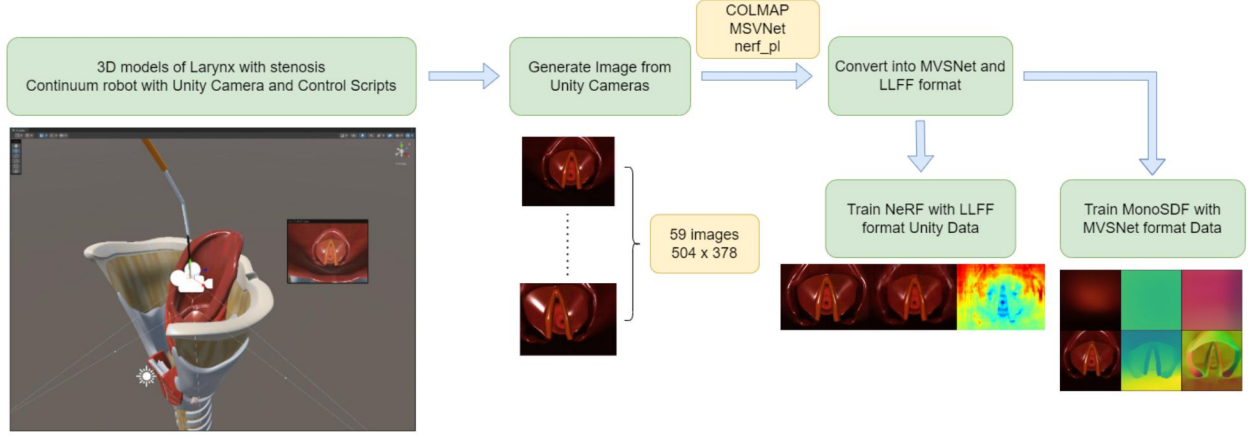 3D models of Larynx with stenosis
Continuum robot with Unity Camera and Control Scripts
Generate Image from
Unity Cameras
COLMAP
MSVNet
nerf_pl
Convert into MVSNet and
LLFF format
59 images
504 x 378
Train NeRF with LLFF
format Unity Data
Train MonoSDF with
MVSNet format Data